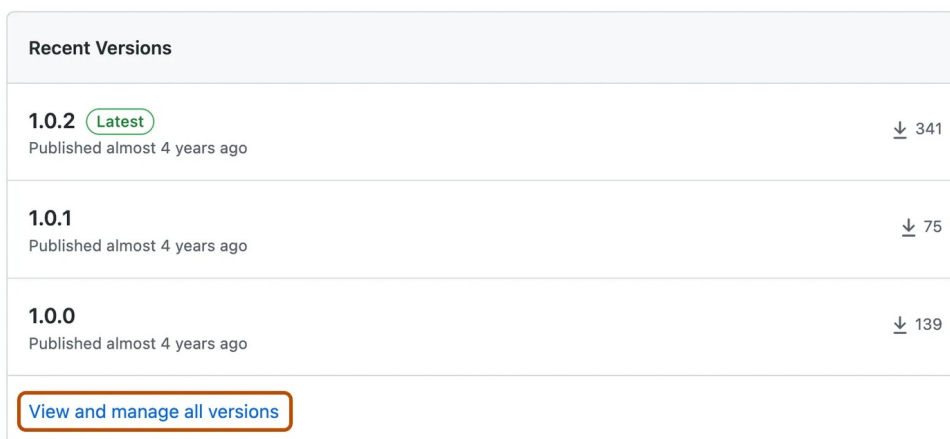 Recent Versions
1.0.2 Latest
341
Published almost 4 years ago
1.0.1
75
Published almost 4 years ago
1.0.0
139
Published almost 4 years ago
View and manage all versions